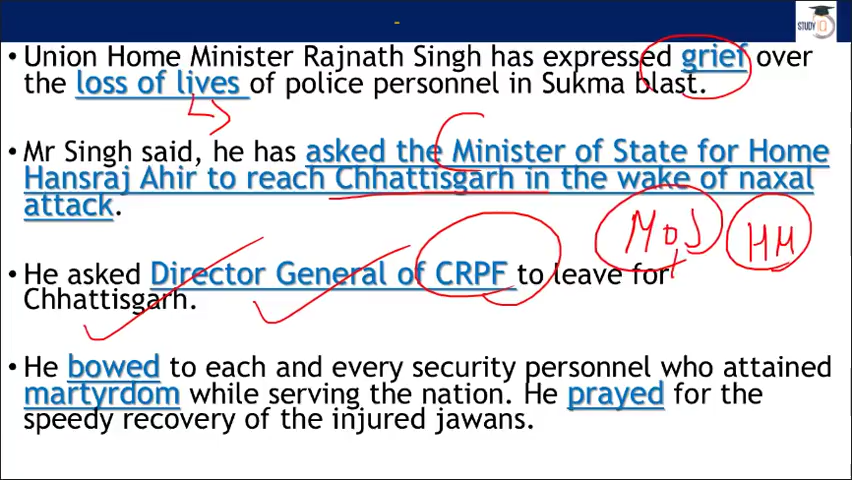 -
STUDY IQ
• Union Home Minister Rajnath Singh has expressed grief over
the loss of lives of police personnel in Sukma blast.
• Mr Singh said, he has asked the Minister of State for Home
Hansraj Ahir to reach Chhattisgarh in the wake of naxal
attack.
MoS HM
• He asked Director General of CRPF to leave for
Chhattisgarh.
• He bowed to each and every security personnel who attained
martyrdom while serving the nation. He prayed for the
speedy recovery of the injured jawans.